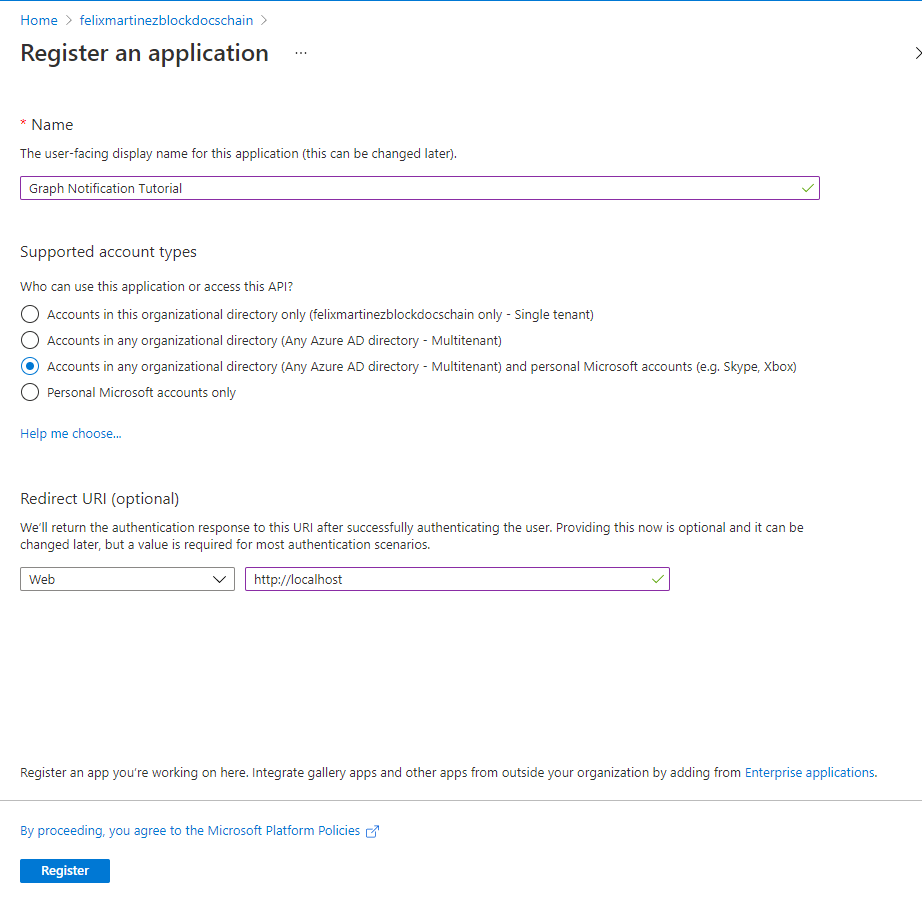 Home > felixmartinezblockdocschain >
Register an application ...
* Name
The user-facing display name for this application (this can be changed later).
Graph Notification Tutorial
Supported account types
Who can use this application or access this API?
Accounts in this organizational directory only (felixmartinezblockdocschain only - Single tenant)
Accounts in any organizational directory (Any Azure AD directory - Multitenant)
Accounts in any organizational directory (Any Azure AD directory - Multitenant) and personal Microsoft accounts (e.g. Skype, Xbox)
Personal Microsoft accounts only
Help me choose...
Redirect URI (optional)
We'll return the authentication response to this URI after successfully authenticating the user. Providing this now is optional and it can be
changed later, but a value is required for most authentication scenarios.
Web http://localhost
Register an app you're working on here. Integrate gallery apps and other apps from outside your organization by adding from Enterprise applications.
By proceeding, you agree to the Microsoft Platform Policies
Register